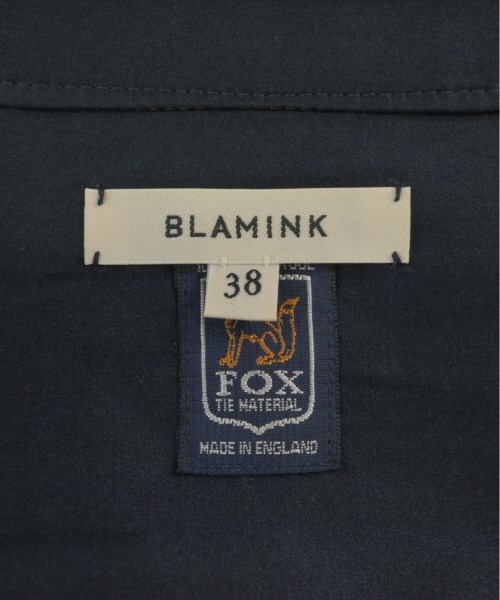 BLAMINK
38
FOX
TIE MATERIAL
MADE IN ENGLAND